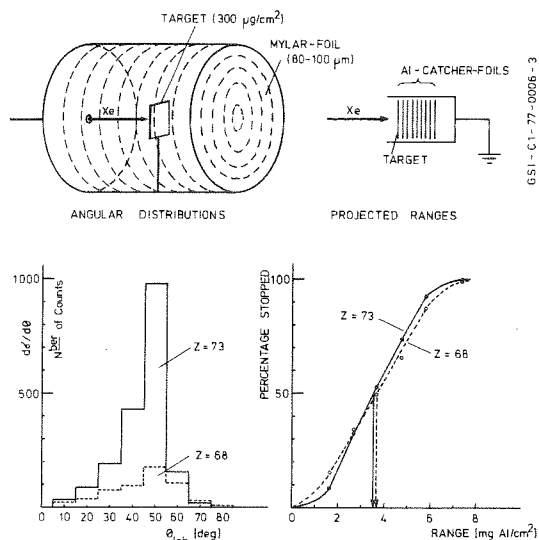 TARGET (300 µg/cm²)
MYLAR-FOIL
(80-100 µm)
Xe
Al-CATCHER-FOILS
Xe
TARGET
GSI-C1-77-0006-3
ANGULAR DISTRIBUTIONS
PROJECTED RANGES
dσ/dθ
Nber of Counts
1000
500
Z = 73
Z = 68
0 10 20 30 40 50 60 70 80
θLab [deg]
PERCENTAGE STOPPED
100
50
Z = 73
Z = 68
0 2 4 6 8
RANGE [mg Al/cm²]